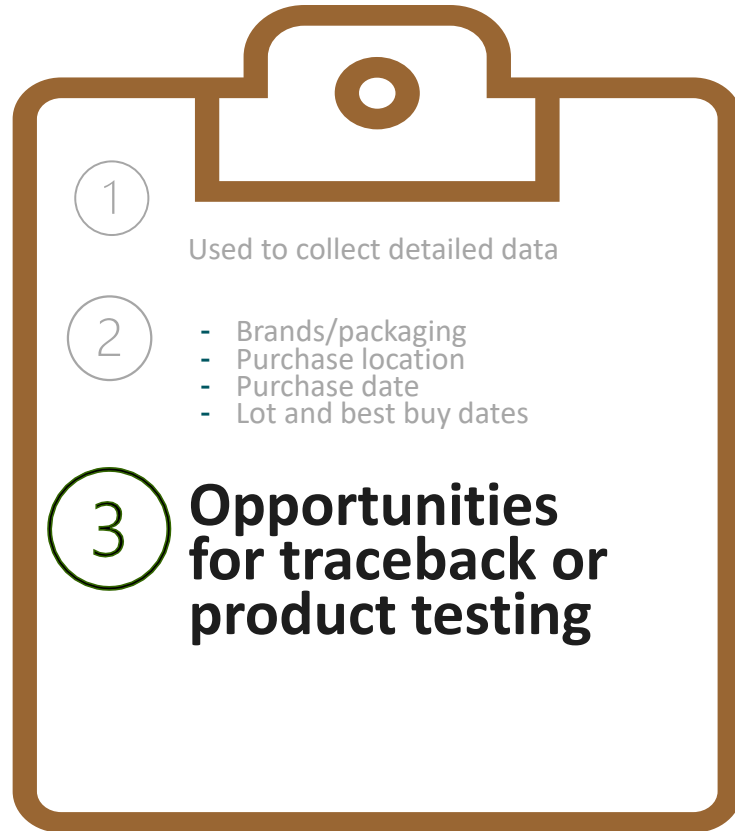 1
Used to collect detailed data
2
- Brands/packaging
- Purchase location
- Purchase date
- Lot and best buy dates
3
Opportunities
for traceback or
product testing